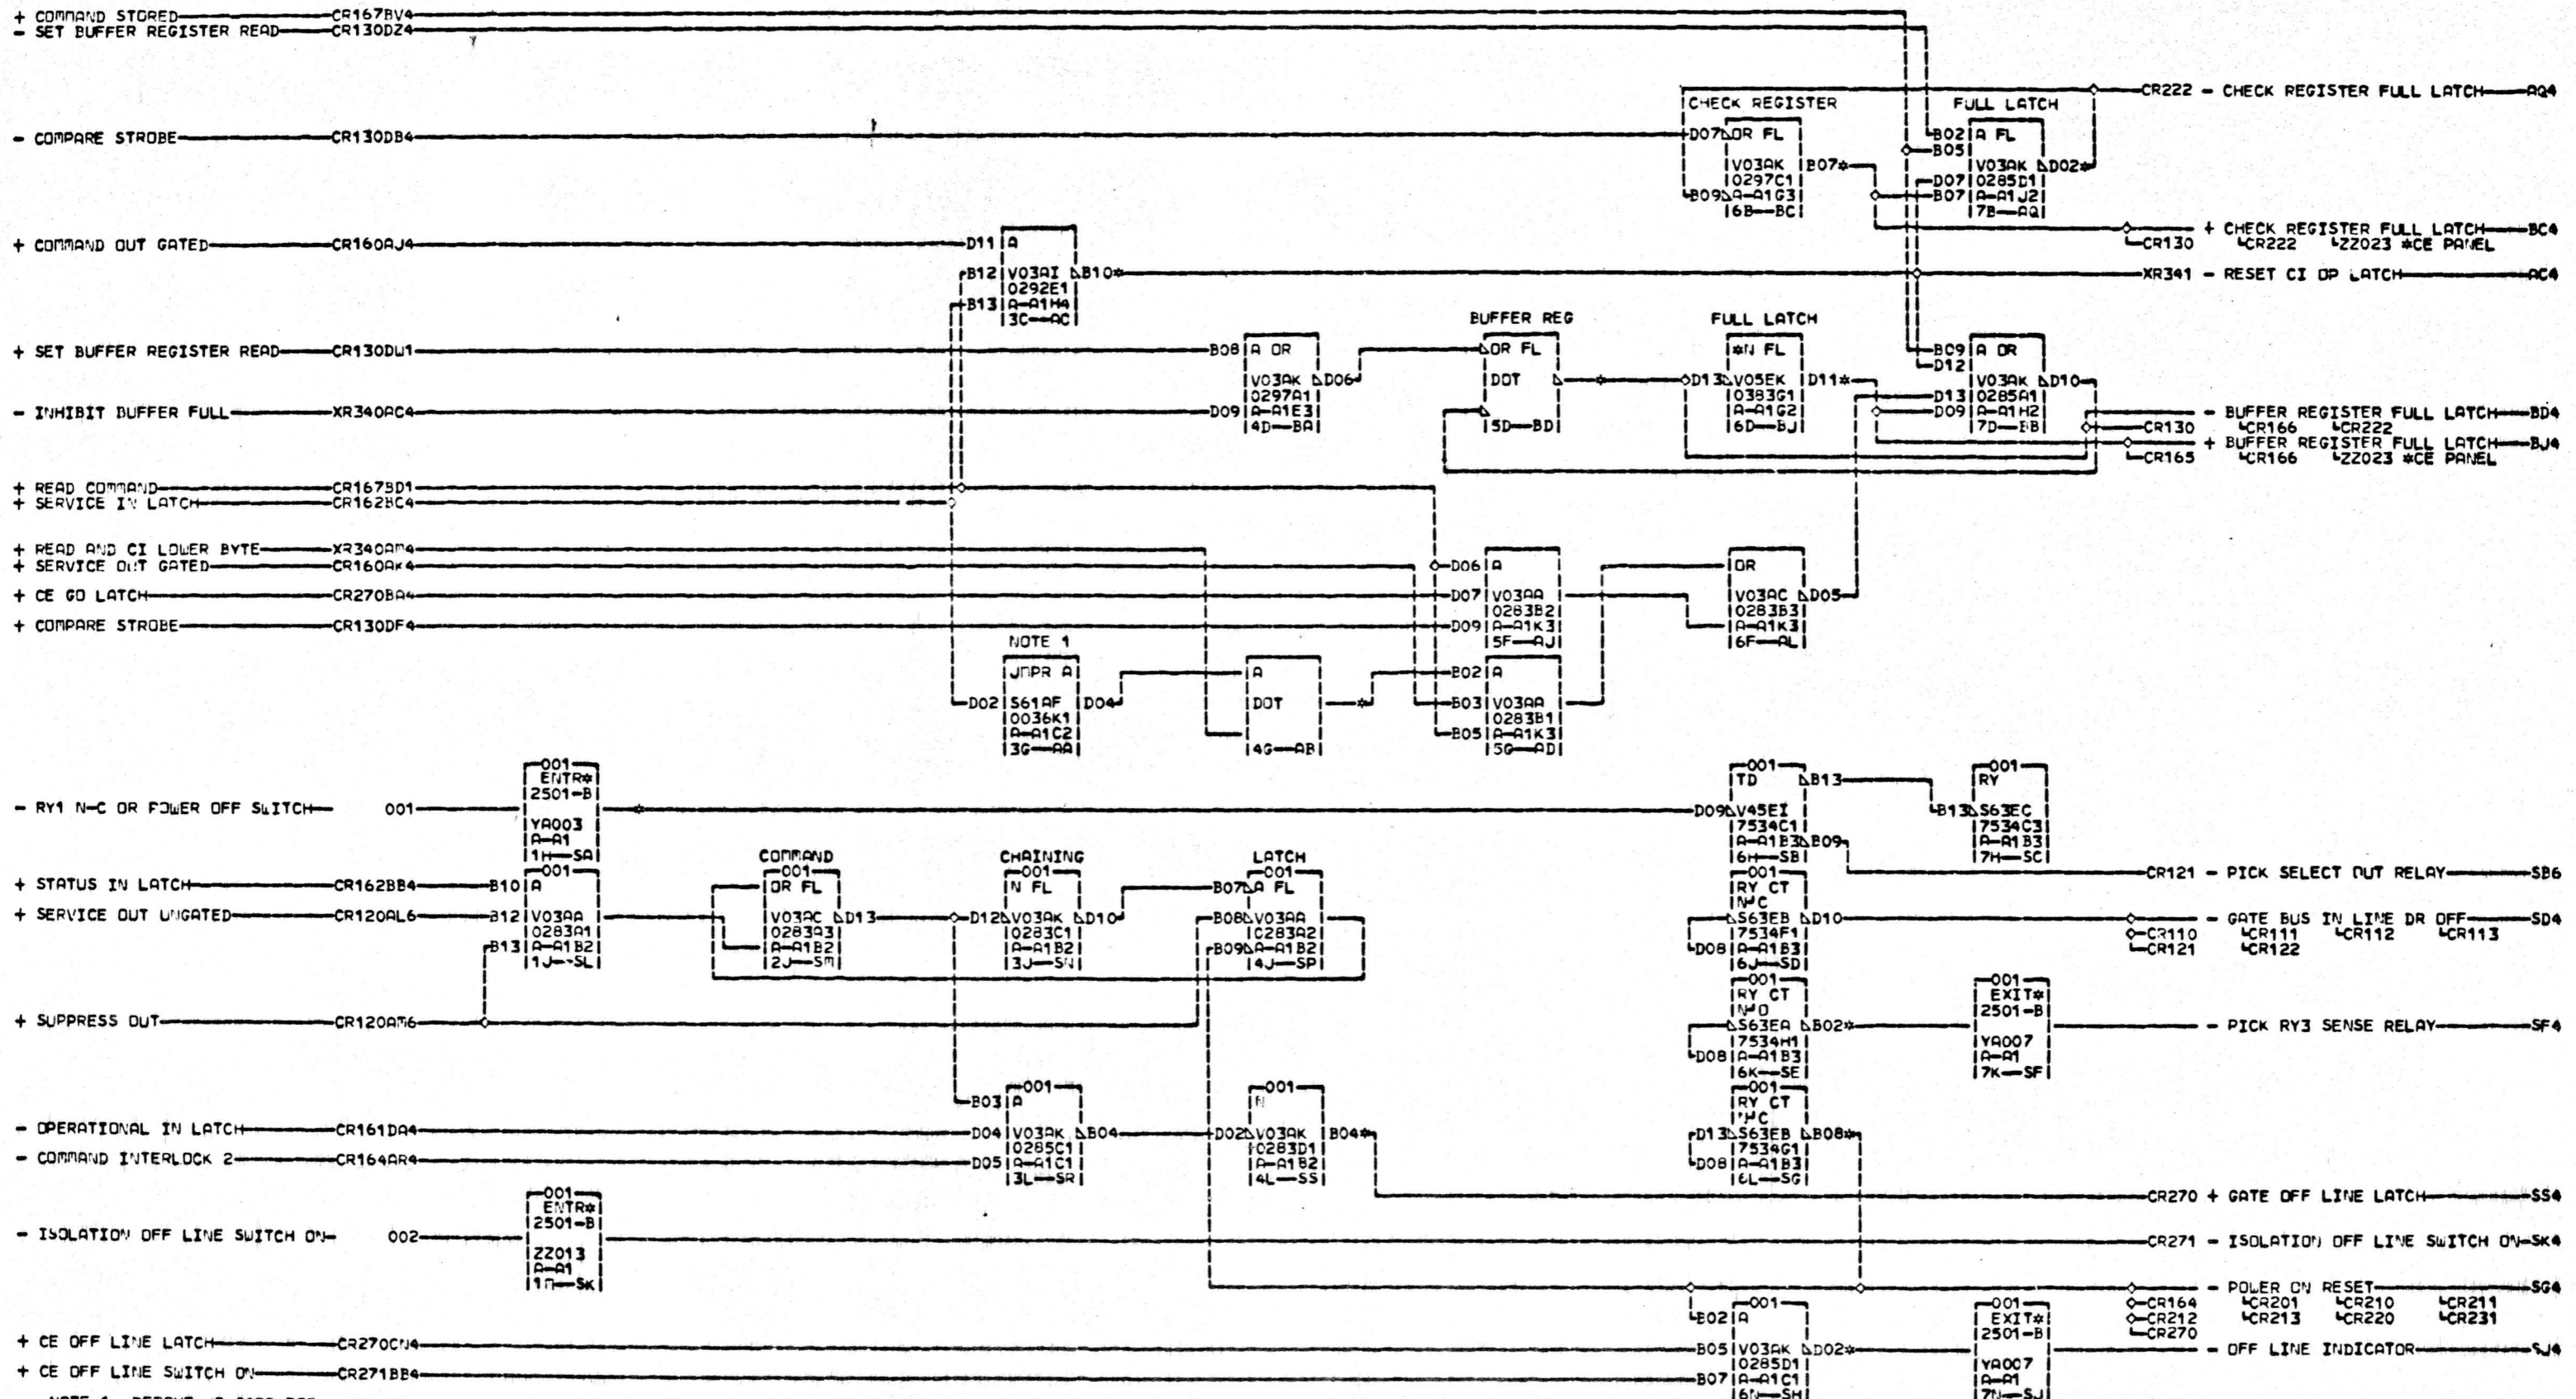 + COMMAND STORED CR167BV4
- SET BUFFER REGISTER READ CR130DZ4
CR222 - CHECK REGISTER FULL LATCH AQ4
CHECK REGISTER FULL LATCH
- COMPARE STROBE CR130DB4 D07 OR FL B02 A FL
B05
V03AK B07* V03AK D02*
0297C1 D07 0285D1
B09 A-A1G3 B07 A-A1J2
6B BC 7B AQ
+ CHECK REGISTER FULL LATCH BC4
+ COMMAND OUT GATED CR160AJ4 D11 A CR130 CR222 ZZ023 *CE PANEL
B12 V03AI B10* XR341 - RESET CI OP LATCH AC4
0292E1
B13 A-A1H4
3C AC
BUFFER REG FULL LATCH
+ SET BUFFER REGISTER READ CR130DW1 B08 A OR OR FL *N FL B09 A OR
D12
V03AK D06 DOT D13 V05EK D11* V03AK D10
0297A1 0383G1 D13 0285A1
- INHIBIT BUFFER FULL XR340AC4 D09 A-A1E3 A-A1G2 D09 A-A1H2 - BUFFER REGISTER FULL LATCH BD4
4D BA 5D BD 6D BJ 7D BB CR130 CR166 CR222
+ BUFFER REGISTER FULL LATCH BJ4
CR165 CR166 ZZ023 *CE PANEL
+ READ COMMAND CR167BD1
+ SERVICE IN LATCH CR162BC4
+ READ AND CI LOWER BYTE XR340AM4
+ SERVICE OUT GATED CR160AK4 D06 A OR
+ CE GO LATCH CR270BA4 D07 V03AA V03AC D05
0283B2 0283B3
+ COMPARE STROBE CR130DF4 D09 A-A1K3 A-A1K3
NOTE 1 5F AJ 6F AL
JMPR A A B02 A
D02 S61AF D04 DOT B03 V03AA
0036K1 0283B1
A-A1C2 B05 A-A1K3
3G AA 4G AB 5G AD
001 001 001
ENTR* TD B13 RY
2501-B
- RY1 N-C OR POWER OFF SWITCH 001 D09 V45EI B13 S63EC
YA003 7534C1 7534C3
A-A1 A-A1B3 B09 A-A1B3
1H SA COMMAND CHAINING LATCH 6H SB 7H SC
001 001 001 001 001 CR121 - PICK SELECT OUT RELAY SB6
+ STATUS IN LATCH CR162BB4 B10 A OR FL N FL B07 A FL RY CT
N-C
+ SERVICE OUT UNGATED CR120AL6 B12 V03AA V03AC D13 D12 V03AK D10 B08 V03AA S63EB D10 - GATE BUS IN LINE DR OFF SD4
0283A1 0283A3 0283C1 0283A2 7534F1 CR110 CR111 CR112 CR113
B13 A-A1B2 A-A1B2 A-A1B2 B09 A-A1B2 D08 A-A1B3 CR121 CR122
1J SL 2J SM 3J SN 4J SP 6J SD
001 001
RY CT EXIT*
N-O 2501-B
+ SUPPRESS OUT CR120AM6 S63EA B02* - PICK RY3 SENSE RELAY SF4
7534H1 YA007
D08 A-A1B3 A-A1
6K SE 7K SF
001 001 001
B03 A N RY CT
N-C
- OPERATIONAL IN LATCH CR161DA4 D04 V03AK B04 D02 V03AK B04* D13 S63EB B08*
0285C1 0283D1 7534G1
- COMMAND INTERLOCK 2 CR164AR4 D05 A-A1C1 A-A1B2 D08 A-A1B3
3L SR 4L SS 6L SG
001 CR270 + GATE OFF LINE LATCH SS4
ENTR*
2501-B
- ISOLATION OFF LINE SWITCH ON 002 CR271 - ISOLATION OFF LINE SWITCH ON SK4
ZZ013
A-A1
1M SK
- POWER ON RESET SG4
001 001 CR164 CR201 CR210 CR211
B02 A EXIT* CR212 CR213 CR220 CR231
2501-B CR270
+ CE OFF LINE LATCH CR270CN4 B05 V03AK D02* - OFF LINE INDICATOR SJ4
0285D1 YA007
+ CE OFF LINE SWITCH ON CR271BB4 B07 A-A1C1 A-A1
6N SH 7N SJ